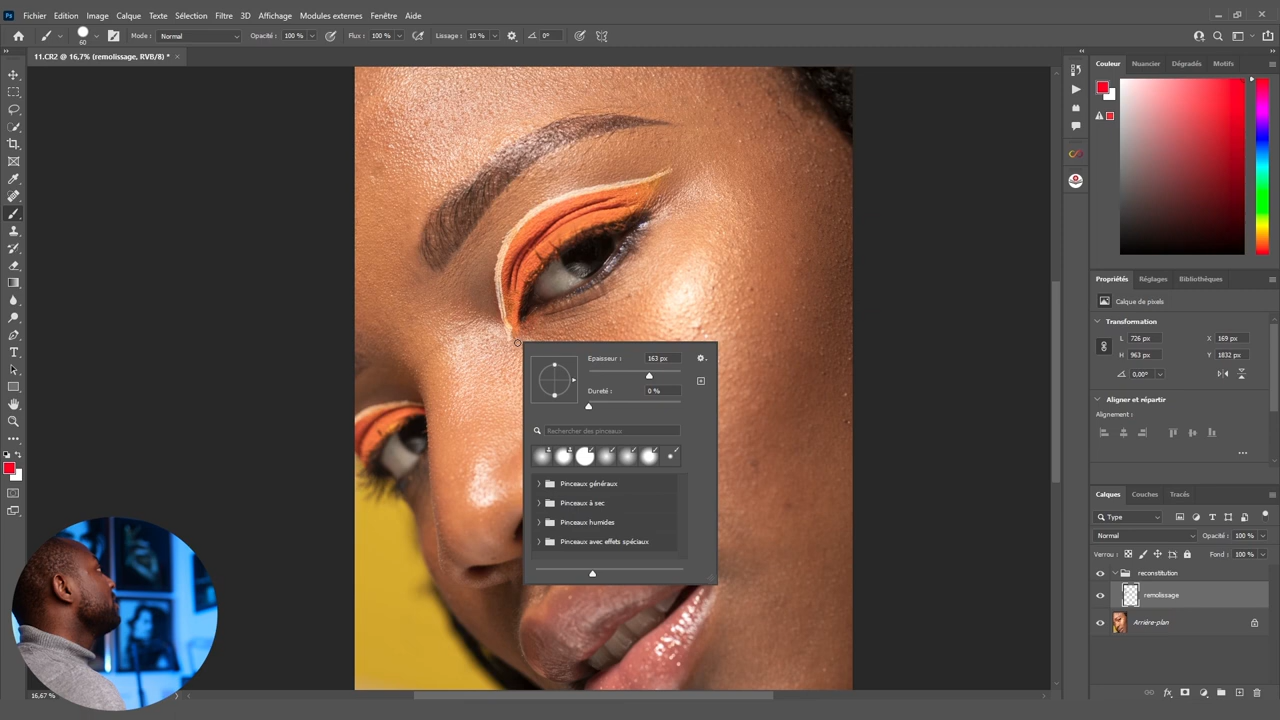 Fichier Edition Image Calque Texte Sélection Filtre 3D Affichage Modules externes Fenêtre Aide
60 Mode : Normal Opacité : 100 % Flux : 100 % Lissage : 10 % 0°
11.CR2 @ 16,7% (remolissage, RVB/8) *
Couleur Nuancier Dégradés Motifs
Propriétés Réglages Bibliothèques
Calque de pixels
Transformation
L 726 px X 169 px
H 963 px Y 1832 px
0,00°
Aligner et répartir
Alignement :
Epaisseur : 163 px
Dureté : 0 %
Rechercher des pinceaux
Pinceaux généraux
Pinceaux à sec
Pinceaux humides
Pinceaux avec effets spéciaux
Calques Couches Tracés
Type
Normal Opacité : 100 %
Verrou : Fond : 100 %
reconstitution
remolissage
Arrière-plan
16,67 %